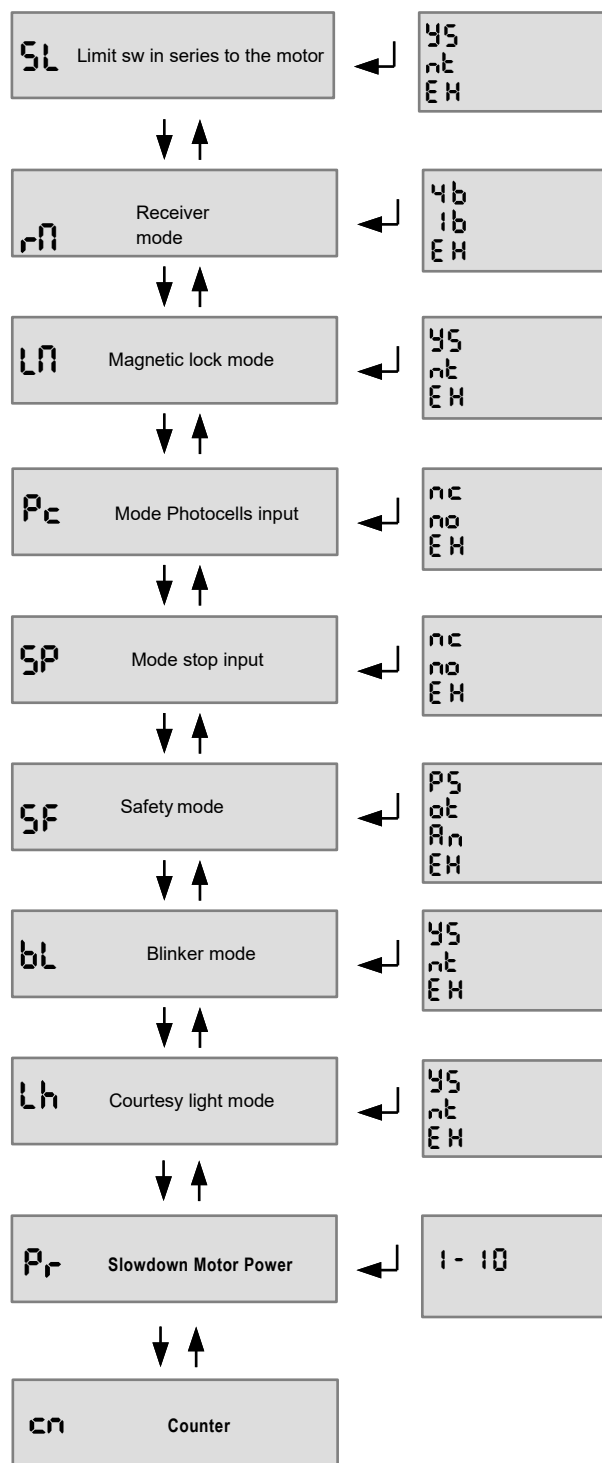 SL Limit sw in series to the motor
YS
nt
EH
rM Receiver
mode
4b
1b
EH
LM Magnetic lock mode
YS
nt
EH
Pc Mode Photocells input
nc
no
EH
SP Mode stop input
nc
no
EH
SF Safety mode
PS
ot
An
EH
bL Blinker mode
YS
nt
EH
Lh Courtesy light mode
YS
nt
EH
Pr Slowdown Motor Power
1- 10
cn Counter